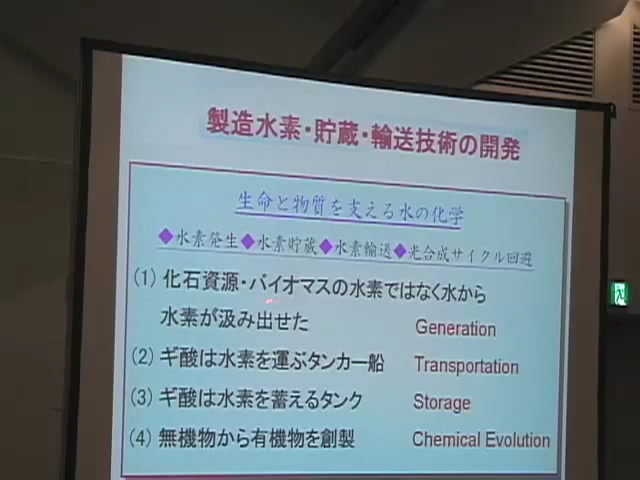 製造水素・貯蔵・輸送技術の開発
生命と物質を支える水の化学
◆水素発生◆水素貯蔵◆水素輸送◆光合成サイクル回避
(1) 化石資源・バイオマスの水素ではなく水から
水素が汲み出せた Generation
(2) ギ酸は水素を運ぶタンカー船 Transportation
(3) ギ酸は水素を蓄えるタンク Storage
(4) 無機物から有機物を創製 Chemical Evolution